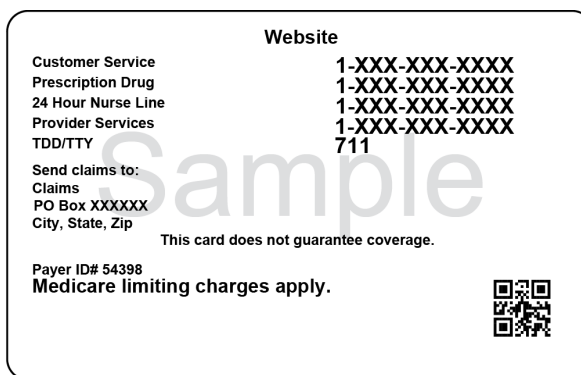 Website
Customer Service 1-XXX-XXX-XXXX
Prescription Drug 1-XXX-XXX-XXXX
24 Hour Nurse Line 1-XXX-XXX-XXXX
Provider Services 1-XXX-XXX-XXXX
TDD/TTY 711
Send claims to:
Claims
PO Box XXXXXX
City, State, Zip
Sample
This card does not guarantee coverage.
Payer ID# 54398
Medicare limiting charges apply.